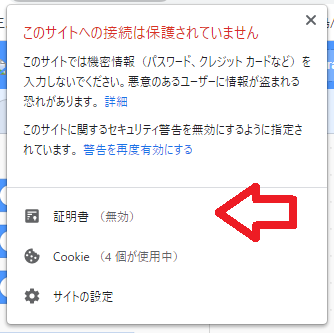 このサイトへの接続は保護されていません
このサイトでは機密情報（パスワード、クレジット カードなど）を
入力しないでください。悪意のあるユーザーに情報が盗まれる
恐れがあります。 詳細
このサイトに関するセキュリティ警告を無効にするように指定さ
れています。 警告を再度有効にする
証明書 （無効）
Cookie （4 個が使用中）
サイトの設定